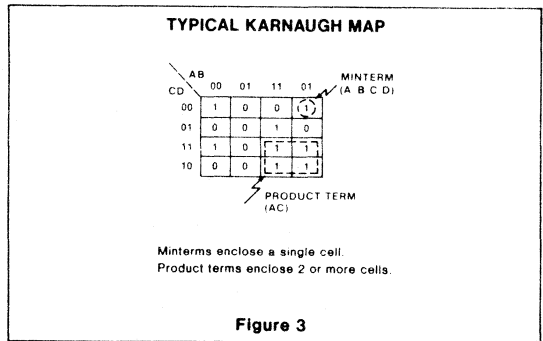 TYPICAL KARNAUGH MAP
AB
CD
00 01 11 01
MINTERM
(A B C D)
00 1 0 0 1
01 0 0 1 0
11 1 0 1 1
10 0 0 1 1
PRODUCT TERM
(AC)
Minterms enclose a single cell.
Product terms enclose 2 or more cells.
Figure 3